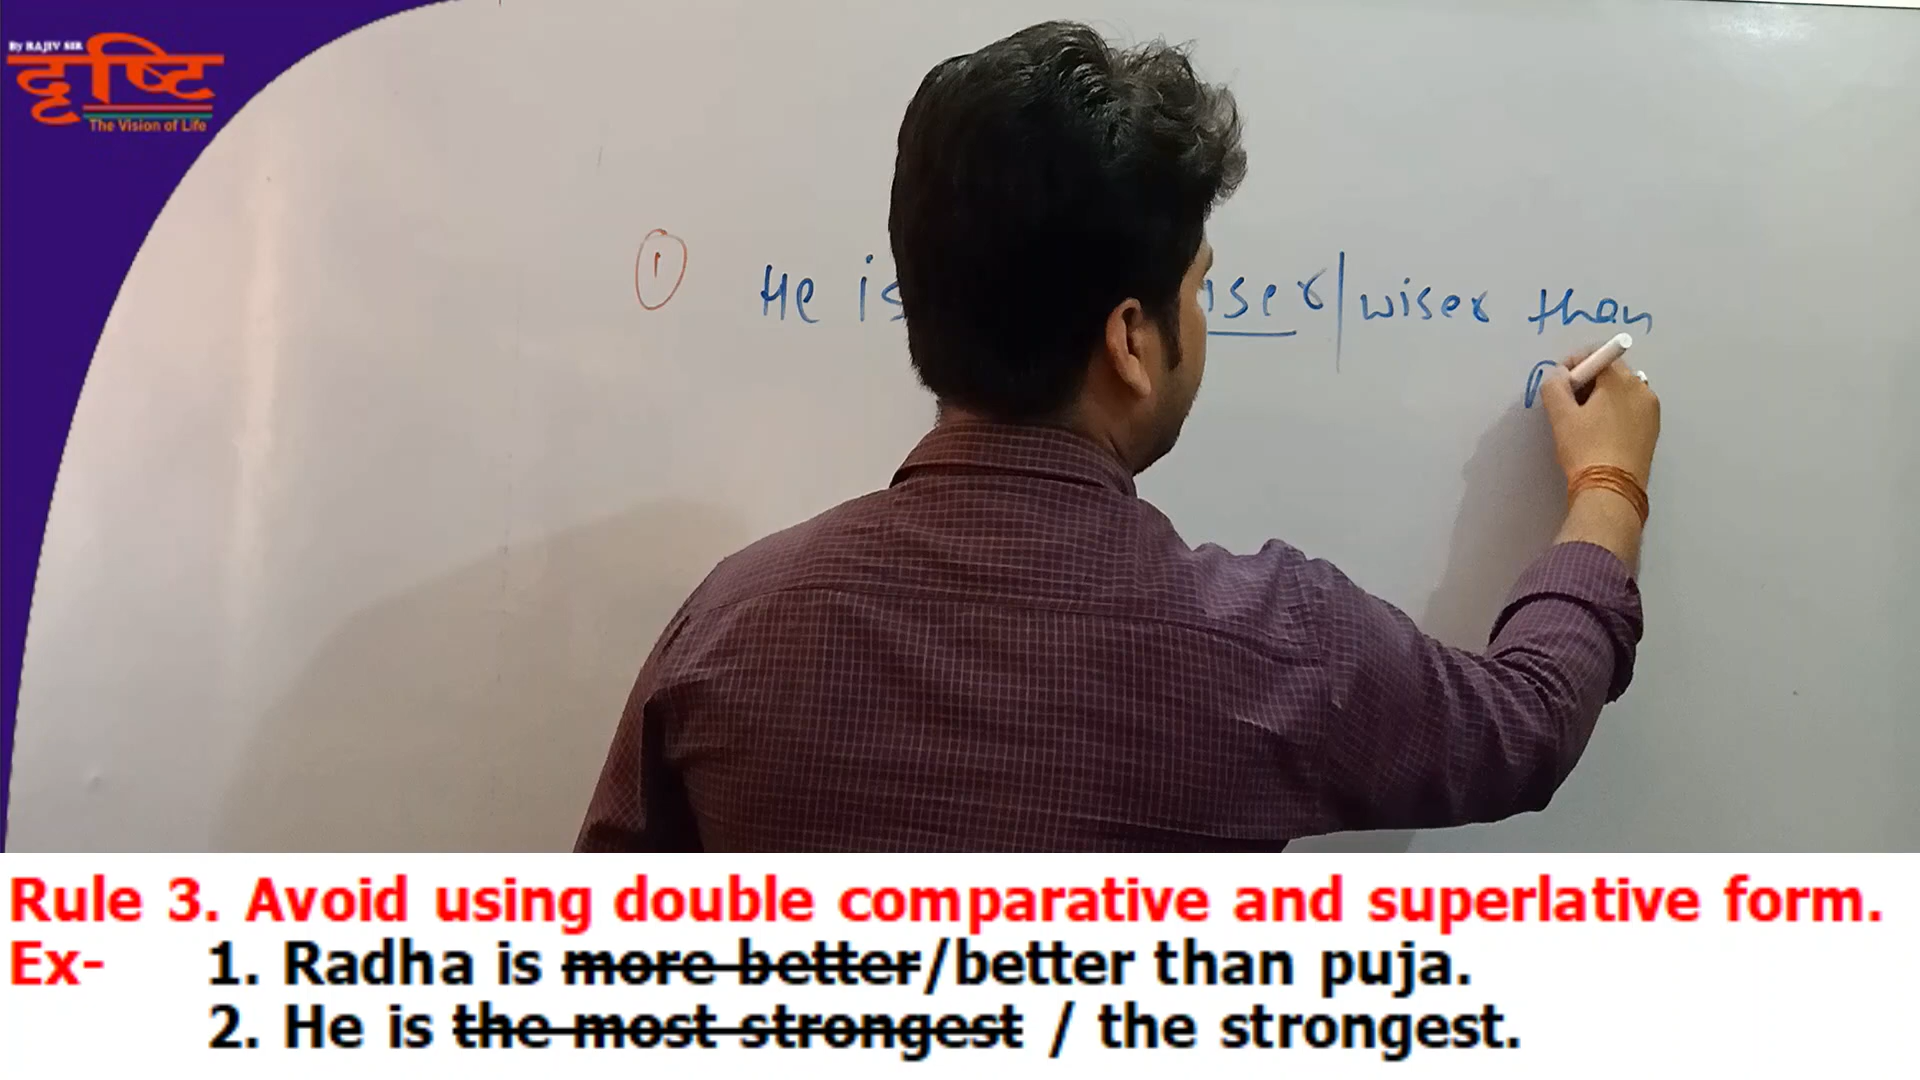 By RAJIV SIR
दृष्टि
The Vision of Life
1 He is / wiser than
Rule 3. Avoid using double comparative and superlative form.
Ex- 1. Radha is more better/better than puja.
2. He is the most strongest / the strongest.